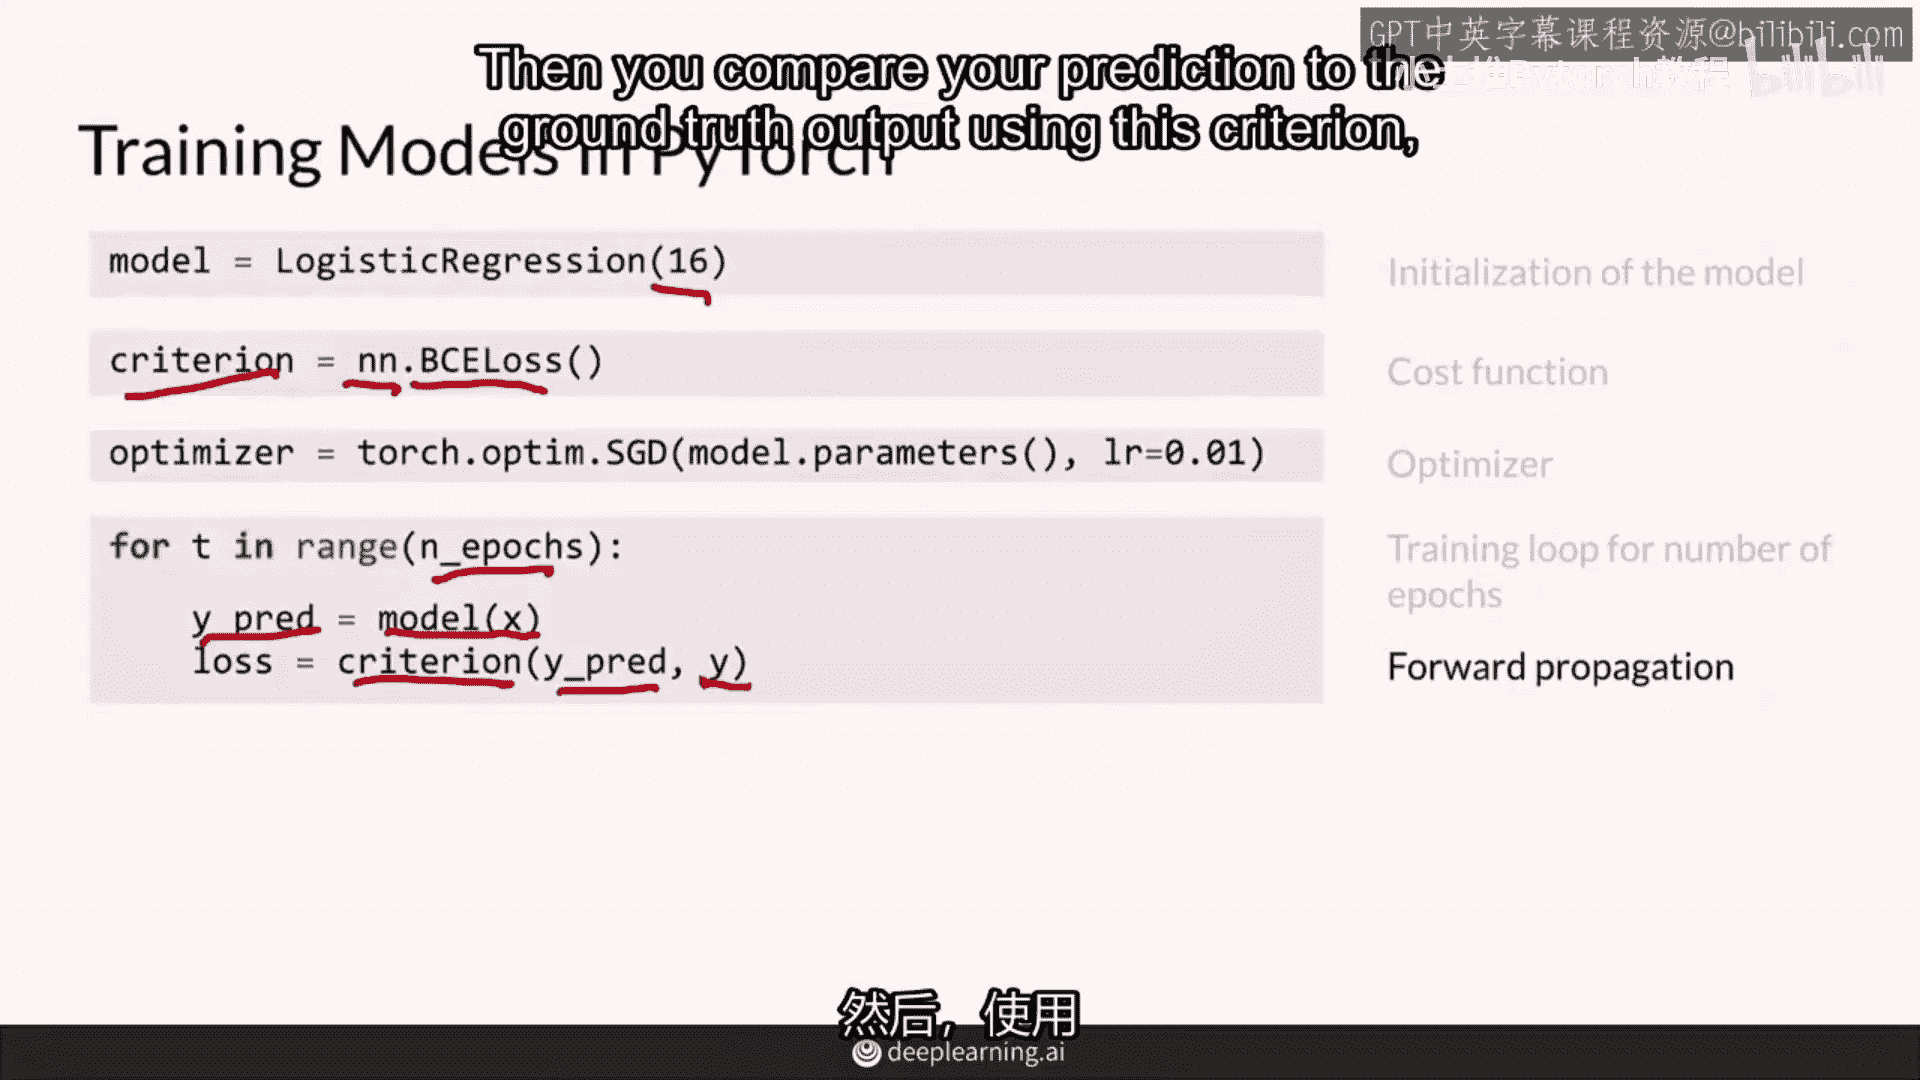 GPT中英字幕课程资源@bilibili.com
Then you compare your prediction to the
ground truth output using this criterion,
Training Models in PyTorch
model = LogisticRegression(16)
Initialization of the model
criterion = nn.BCELoss()
Cost function
optimizer = torch.optim.SGD(model.parameters(), lr=0.01)
Optimizer
for t in range(n_epochs):
Training loop for number of
epochs
y_pred = model(x)
loss = criterion(y_pred, y)
Forward propagation
然后，使用
deeplearning.ai